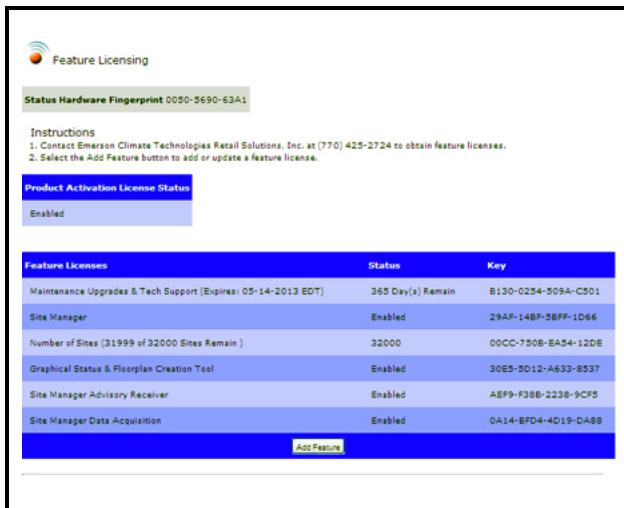 Feature Licensing
Status Hardware Fingerprint 0050-5690-63A1
Instructions
1. Contact Emerson Climate Technologies Retail Solutions, Inc. at (770) 425-2724 to obtain feature licenses.
2. Select the Add Feature button to add or update a feature license.
Product Activation License Status
Enabled
Feature Licenses Status Key
Maintenance Upgrades & Tech Support (Expires: 05-14-2013 EDT) 365 Day(s) Remain B130-0254-509A-C501
Site Manager Enabled 29AF-14BF-5BFF-1D66
Number of Sites (31999 of 32000 Sites Remain ) 32000 00CC-750B-EA54-12DE
Graphical Status & Floorplan Creation Tool Enabled 30E5-5D12-A633-8537
Site Manager Advisory Receiver Enabled AEF9-F38B-2238-9CF5
Site Manager Data Acquisition Enabled 0A14-BFD4-4D19-DA88
Add Feature